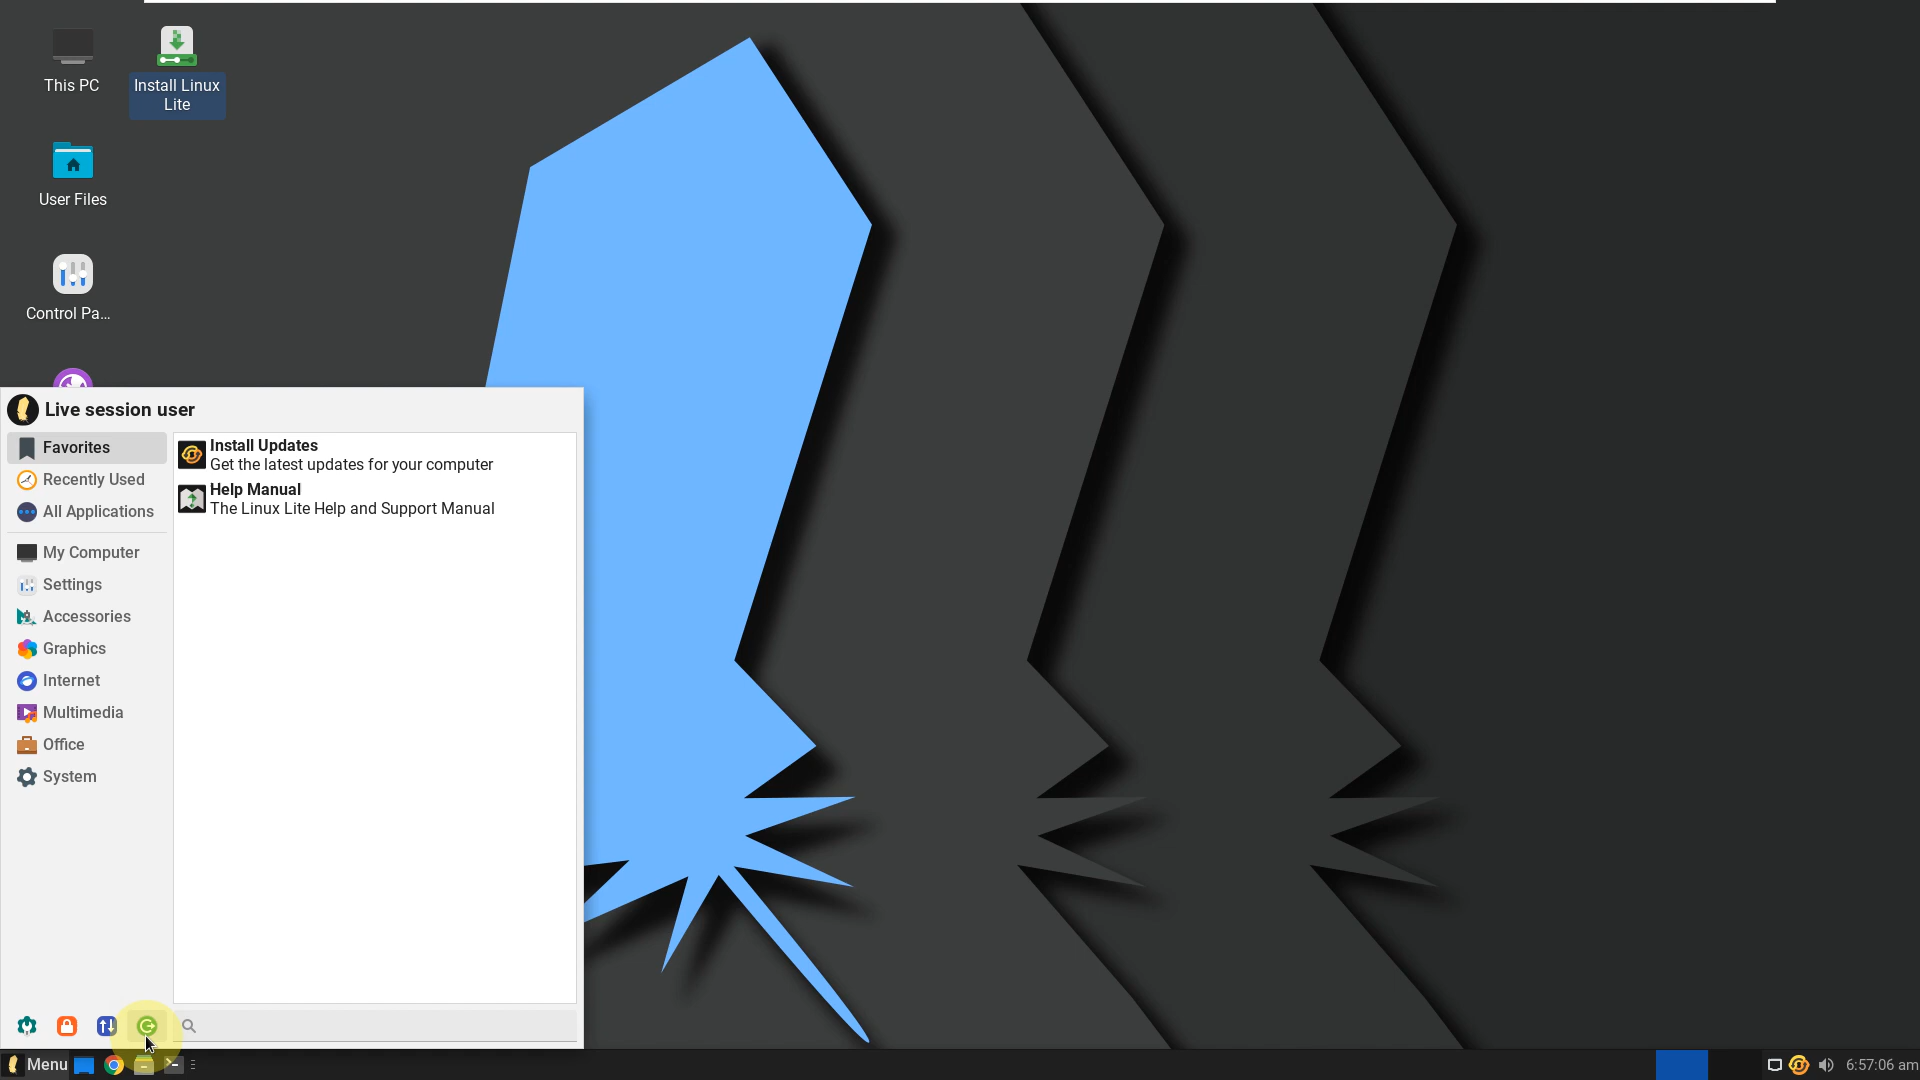 This PC
Install Linux
Lite
User Files
Control Pa...
Live session user
Favorites
Recently Used
All Applications
My Computer
Settings
Accessories
Graphics
Internet
Multimedia
Office
System
Install Updates
Get the latest updates for your computer
Help Manual
The Linux Lite Help and Support Manual
Menu
6:57:06 am